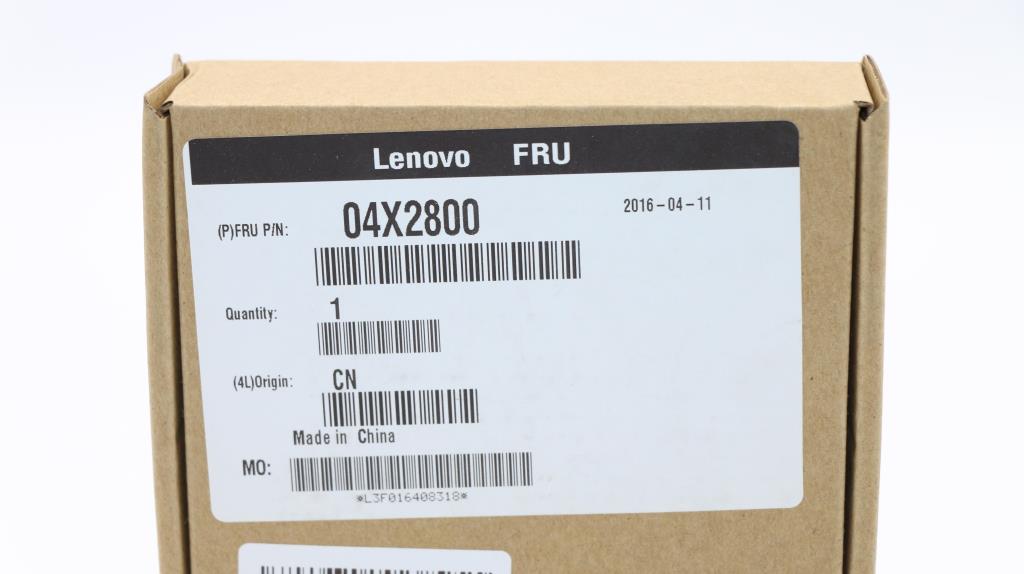 Lenovo FRU
(P)FRU P/N: 04X2800 2016-04-11
Quantity: 1
(4L)Origin: CN
Made in China
MO:
*L3F016408318*